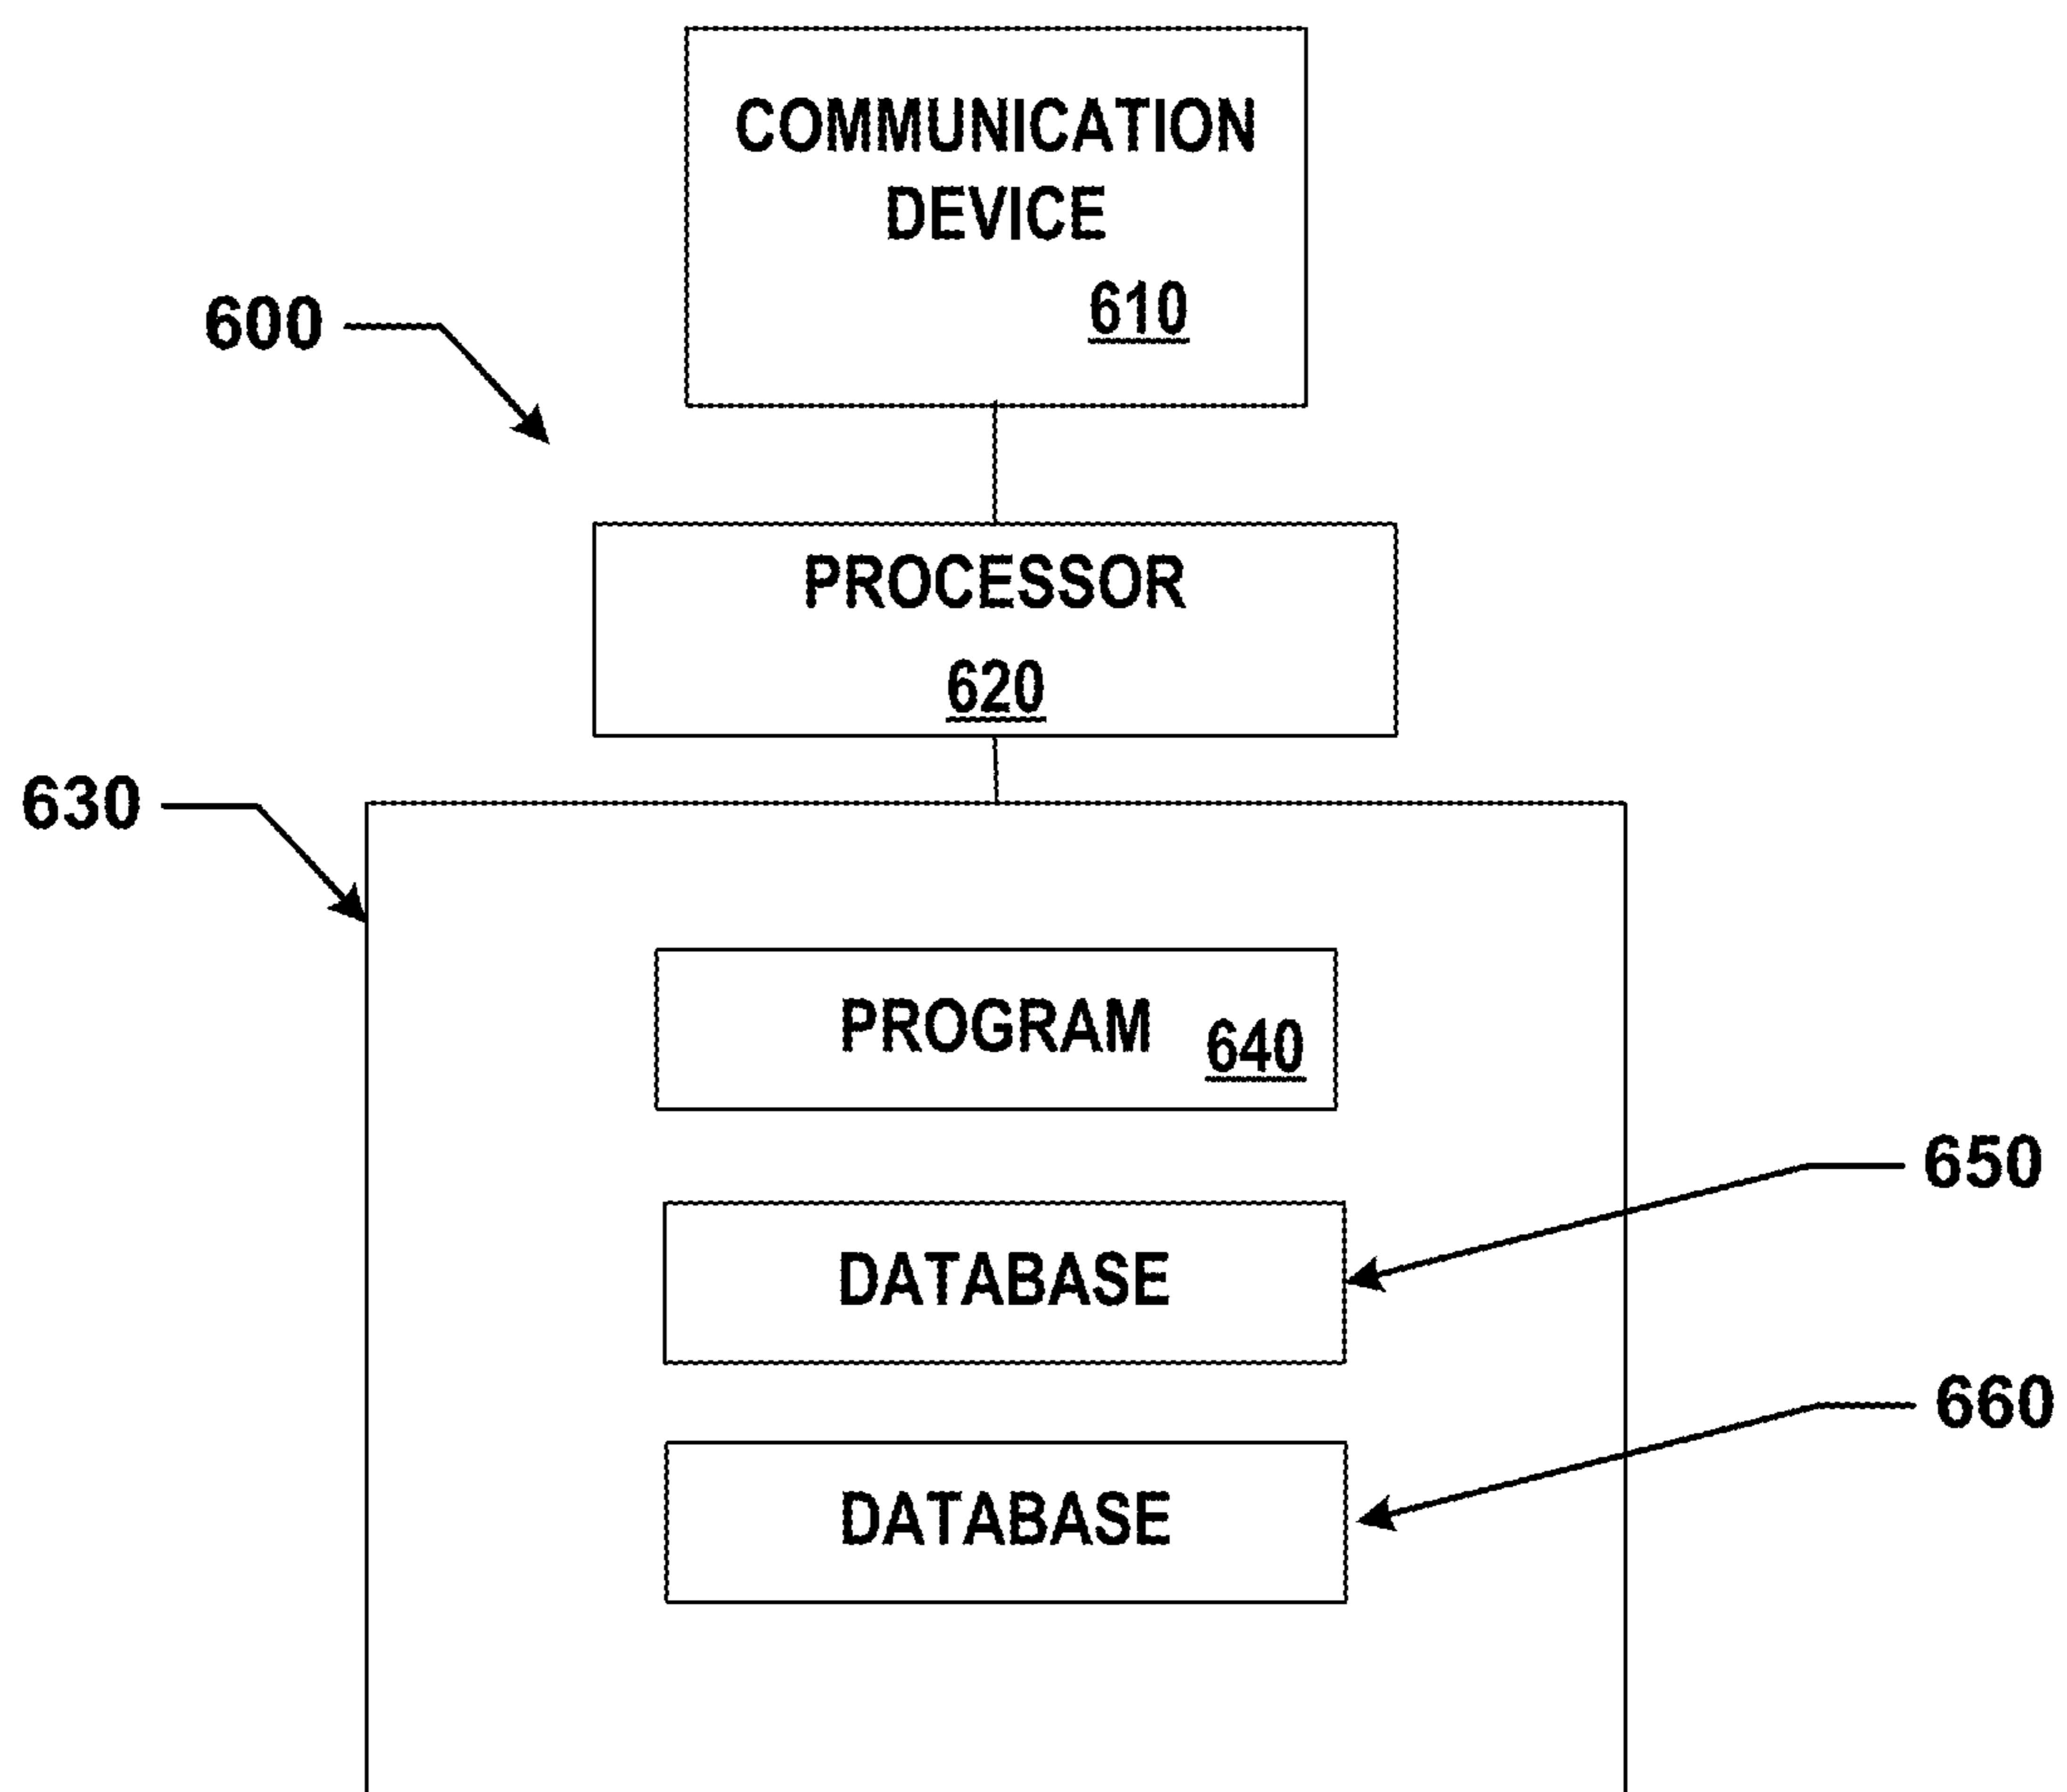 COMMUNICATION
DEVICE
610
600
PROCESSOR
620
630
PROGRAM 640
650
DATABASE
660
DATABASE